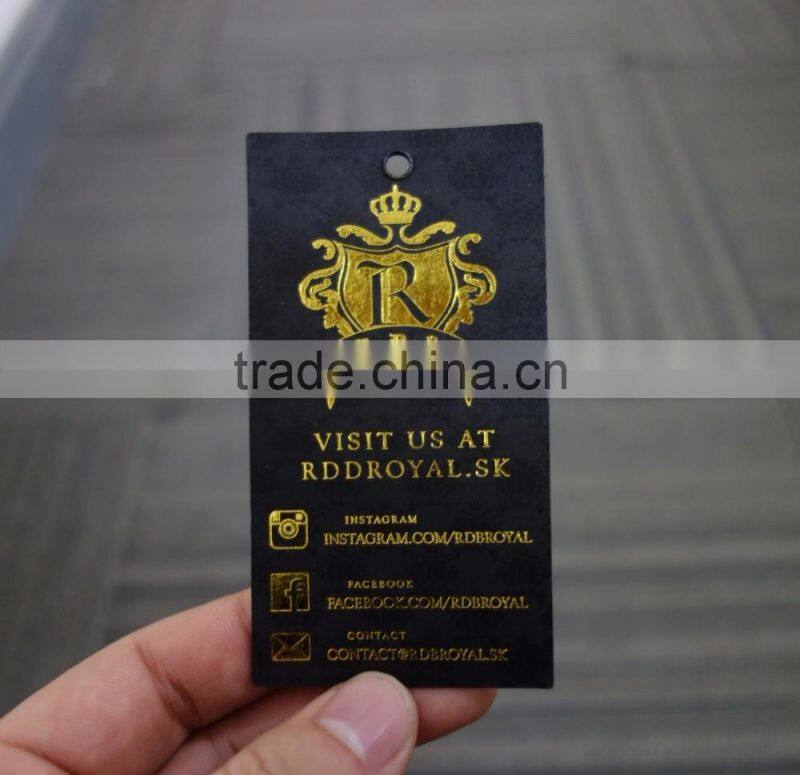 R
trade.china.cn
VISIT US AT
RDDROYAL.SK
INSTAGRAM
INSTAGRAM.COM/RDBROYAL
FACEBOOK
FACEBOOK.COM/RDBROYAL
CONTACT
CONTACT@RDBROYAL.SK